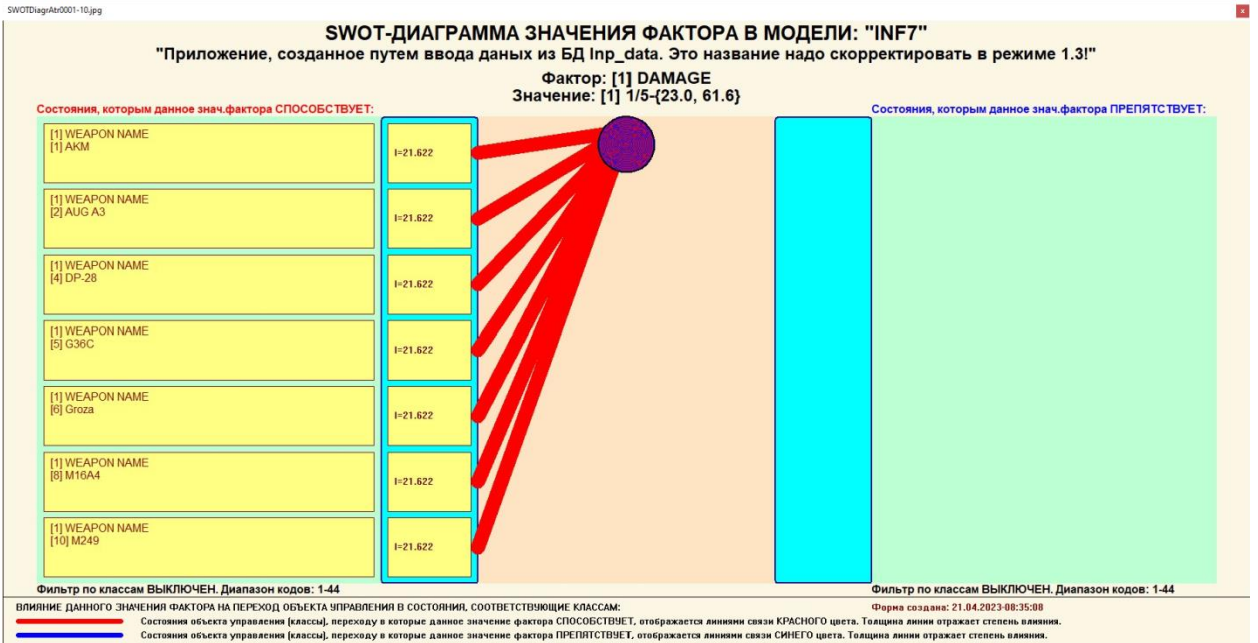 SWOTDiagrAtr0001-10.jpg
x
SWOT-ДИАГРАММА ЗНАЧЕНИЯ ФАКТОРА В МОДЕЛИ: "INF7"
"Приложение, созданное путем ввода даных из БД Inp_data. Это название надо скорректировать в режиме 1.3!"
Фактор: [1] DAMAGE
Значение: [1] 1/5-{23.0, 61.6}
Состояния, которым данное знач.фактора СПОСОБСТВУЕТ:
Состояния, которым данное знач.фактора ПРЕПЯТСТВУЕТ:
[1] WEAPON NAME
[1] AKM
I=21.622
[1] WEAPON NAME
[2] AUG A3
I=21.622
[1] WEAPON NAME
[4] DP-28
I=21.622
[1] WEAPON NAME
[5] G36C
I=21.622
[1] WEAPON NAME
[6] Groza
I=21.622
[1] WEAPON NAME
[8] M16A4
I=21.622
[1] WEAPON NAME
[10] M249
I=21.622
Фильтр по классам ВЫКЛЮЧЕН. Диапазон кодов: 1-44
Фильтр по классам ВЫКЛЮЧЕН. Диапазон кодов: 1-44
ВЛИЯНИЕ ДАННОГО ЗНАЧЕНИЯ ФАКТОРА НА ПЕРЕХОД ОБЪЕКТА УПРАВЛЕНИЯ В СОСТОЯНИЯ, СООТВЕТСТВУЮЩИЕ КЛАССАМ:
Форма создана: 21.04.2023-08:35:08
Состояния объекта управления (классы), переходу в которые данное значение фактора СПОСОБСТВУЕТ, отображается линиями связи КРАСНОГО цвета. Толщина линии отражает степень влияния.
Состояния объекта управления (классы), переходу в которые данное значение фактора ПРЕПЯТСТВУЕТ, отображается линиями связи СИНЕГО цвета. Толщина линии отражает степень влияния.